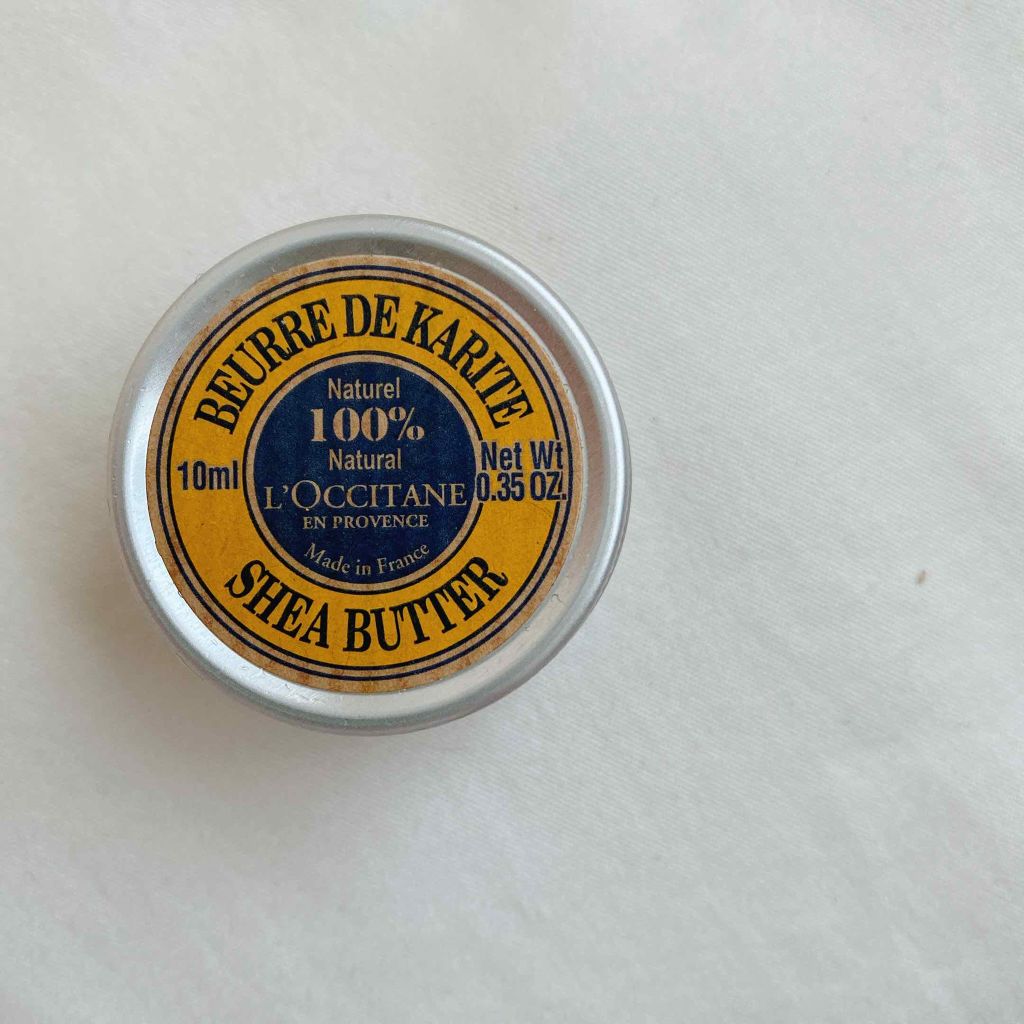 BEURRE DE KARITE
Naturel
100%
Natural
10ml
Net Wt
0.35 OZ.
L'OCCITANE
EN PROVENCE
Made in France
SHEA BUTTER